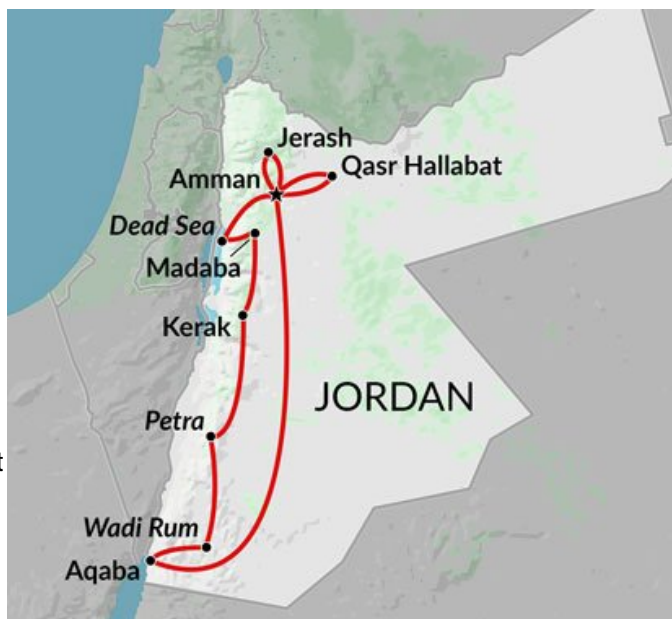 Jerash
Qasr Hallabat
Amman
Dead Sea
Madaba
Kerak
JORDAN
Petra
Wadi Rum
Aqaba